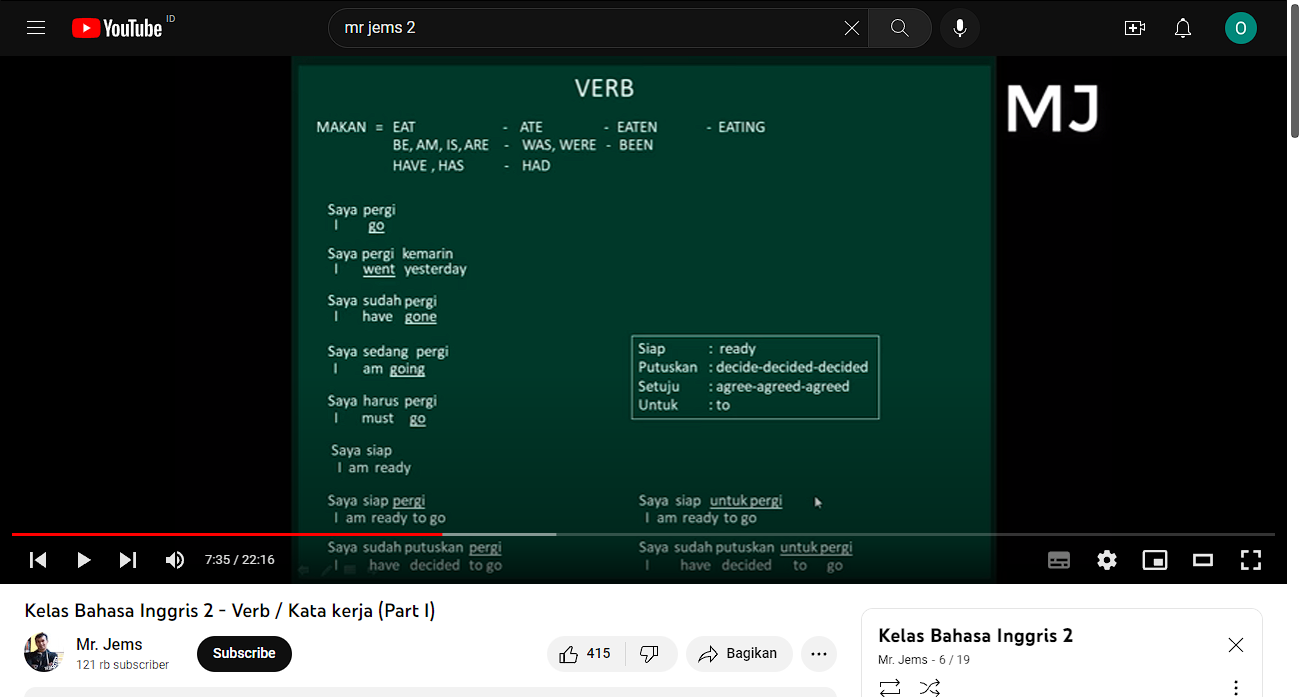 YouTube ID
mr jems 2
O
VERB
MJ
MAKAN = EAT - ATE - EATEN - EATING
BE, AM, IS, ARE - WAS, WERE - BEEN
HAVE , HAS - HAD
Saya pergi
I go
Saya pergi kemarin
I went yesterday
Saya sudah pergi
I have gone
Saya sedang pergi
I am going
Saya harus pergi
I must go
Saya siap
I am ready
Saya siap pergi
I am ready to go
Saya sudah putuskan pergi
I have decided to go
Siap : ready
Putuskan : decide-decided-decided
Setuju : agree-agreed-agreed
Untuk : to
Saya siap untuk pergi
I am ready to go
Saya sudah putuskan untuk pergi
I have decided to go
7:35 / 22:16
Kelas Bahasa Inggris 2 - Verb / Kata kerja (Part I)
Mr. Jems
121 rb subscriber
Subscribe
415
Bagikan
Kelas Bahasa Inggris 2
Mr. Jems - 6 / 19